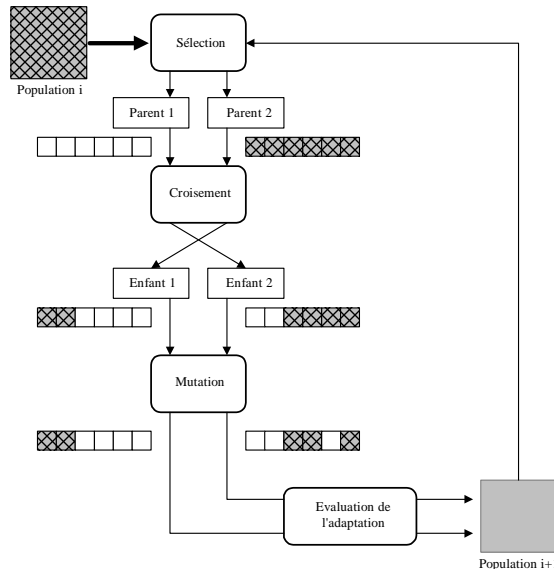 Sélection
Population i
Parent 1
Parent 2
Croisement
Enfant 1
Enfant 2
Mutation
Evaluation de
l'adaptation
Population i+